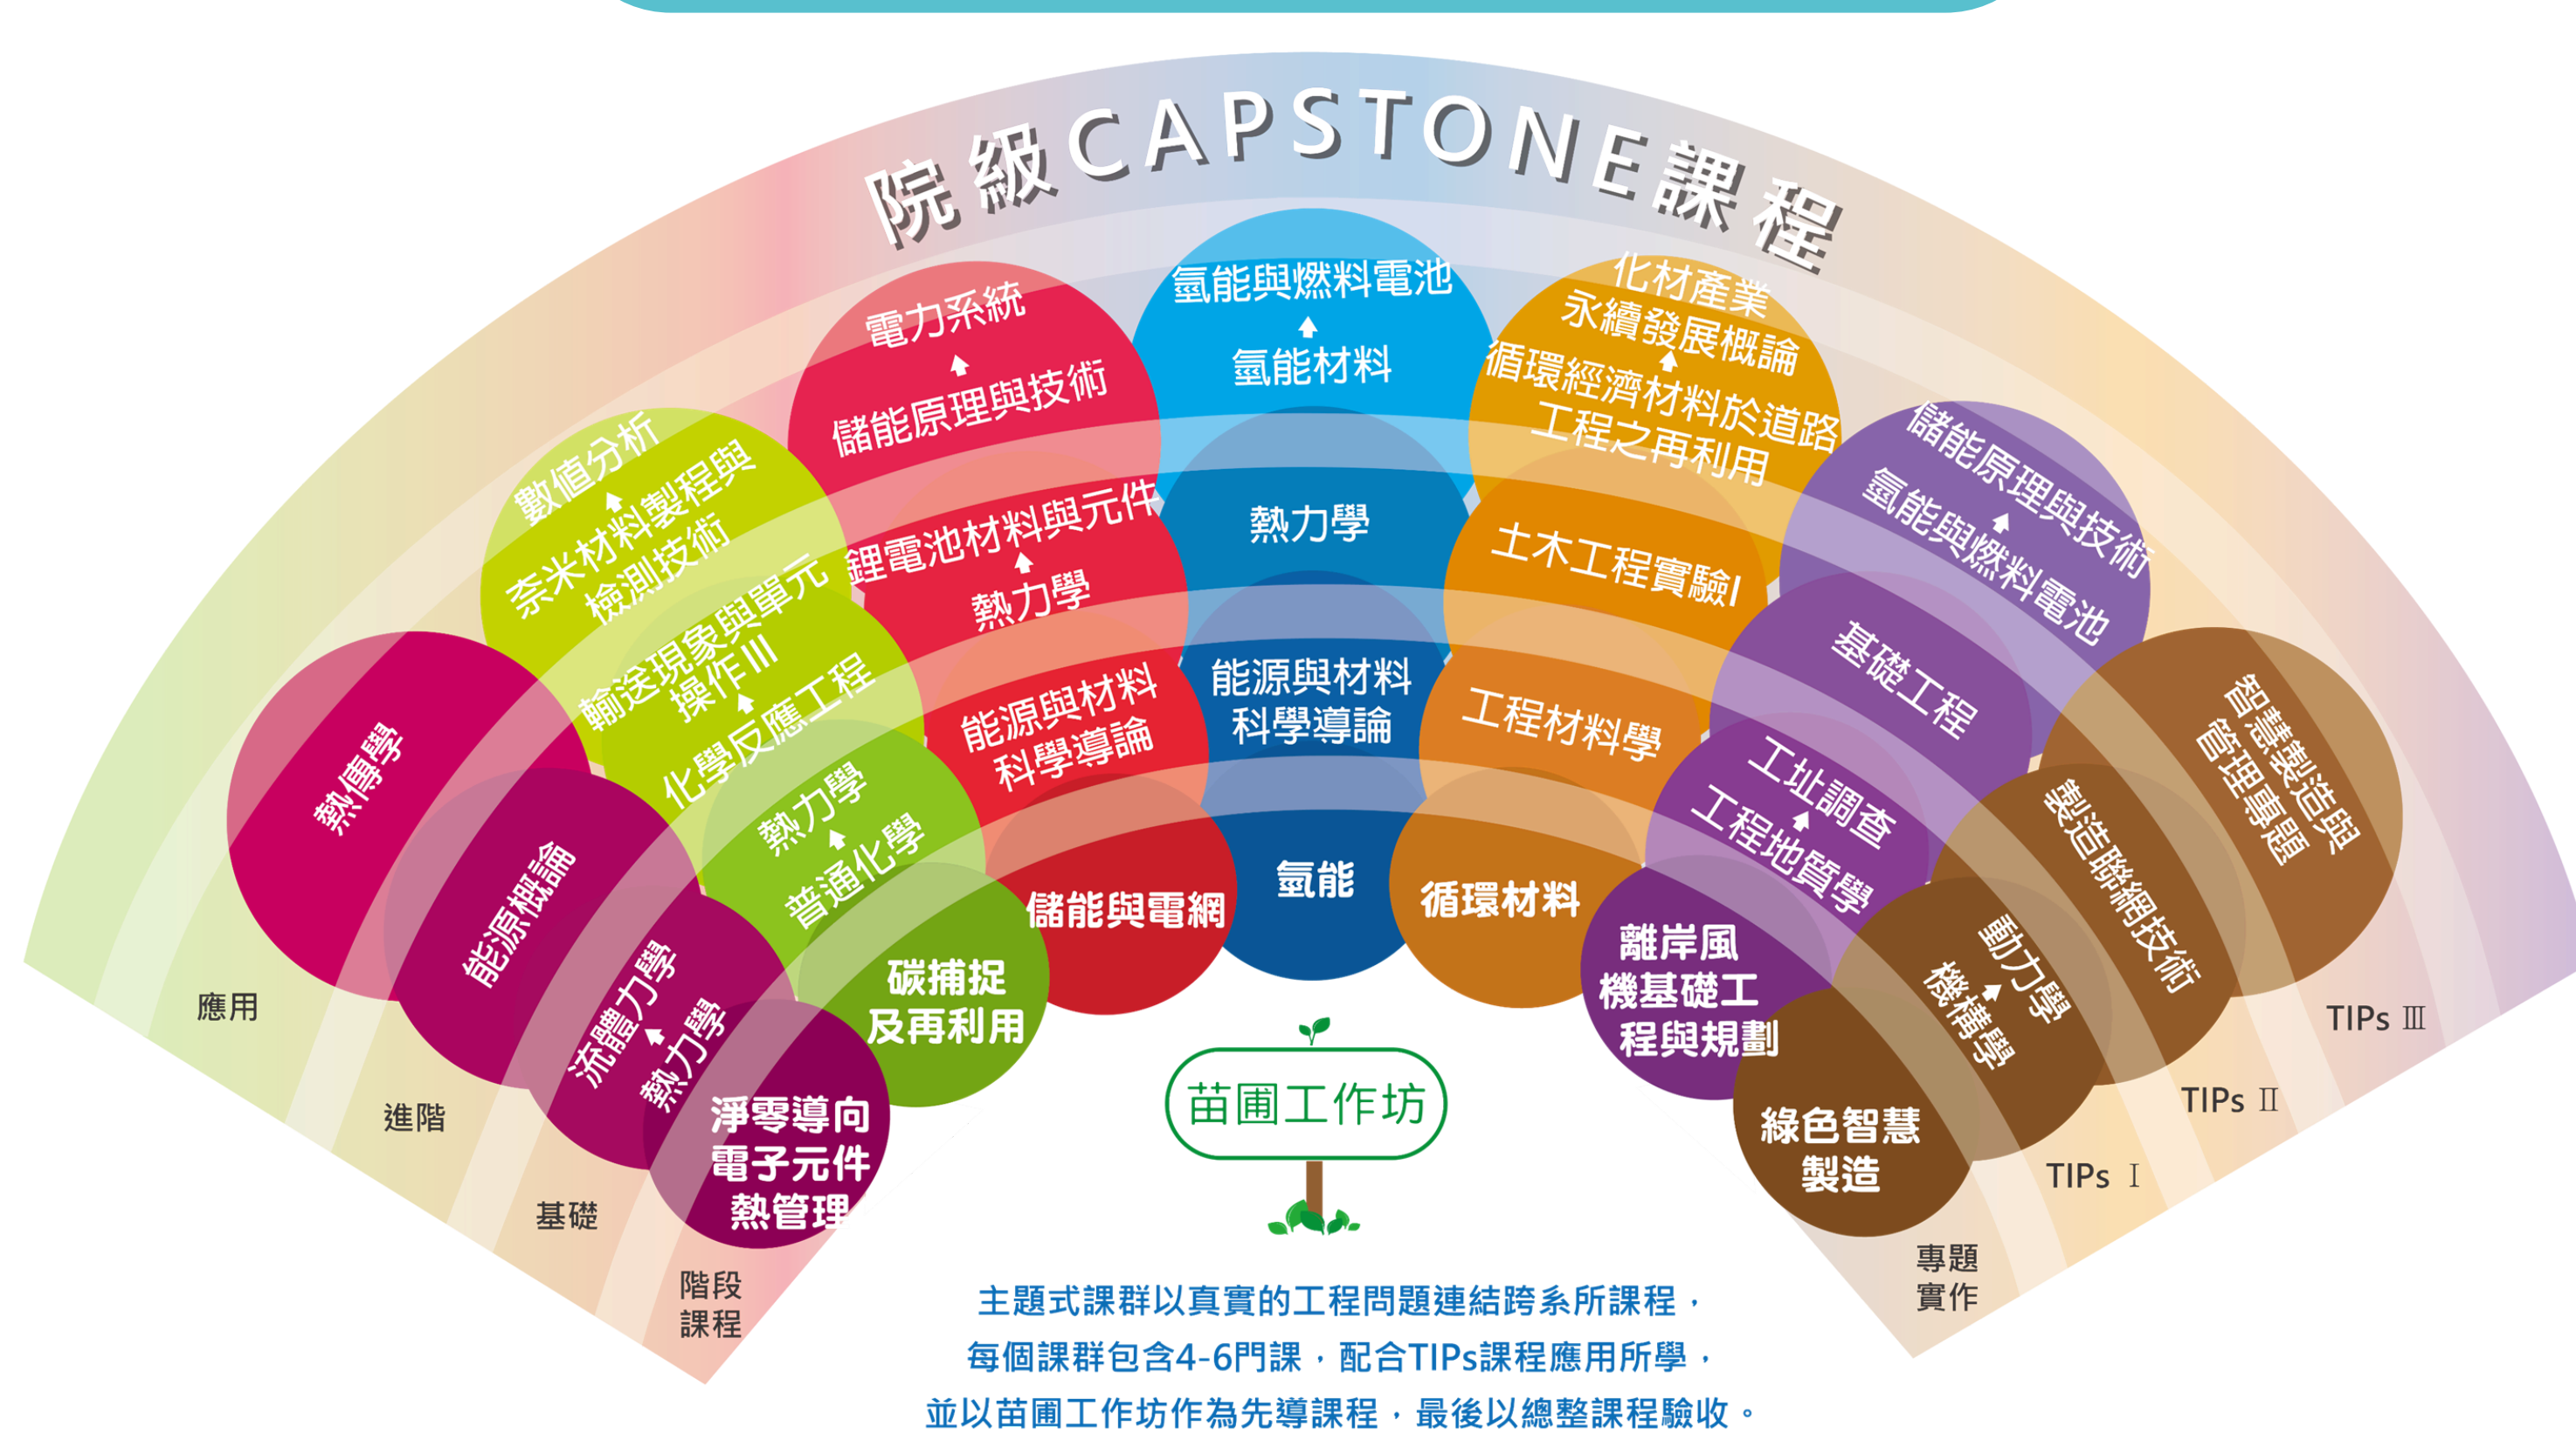 院級CAPSTONE課程
熱傳學
能源概論
流體力學
熱力學
淨零導向
電子元件
熱管理
數值分析
奈米材料製程與
檢測技術
輸送現象與單元
操作III
化學反應工程
熱力學
普通化學
碳捕捉
及再利用
電力系統
儲能原理與技術
鋰電池材料與元件
熱力學
能源與材料
科學導論
儲能與電網
氫能與燃料電池
氫能材料
熱力學
能源與材料
科學導論
氫能
化材產業
永續發展概論
循環經濟材料於道路
工程之再利用
土木工程實驗I
工程材料學
循環材料
儲能原理與技術
氫能與燃料電池
基礎工程
工址調查
工程地質學
離岸風
機基礎工
程與規劃
智慧製造與
管理專題
製造聯網技術
動力學
機構學
綠色智慧
製造
應用
進階
基礎
階段
課程
TIPs Ⅲ
TIPs Ⅱ
TIPs Ⅰ
專題
實作
苗圃工作坊
主題式課群以真實的工程問題連結跨系所課程，
每個課群包含4-6門課，配合TIPs課程應用所學，
並以苗圃工作坊作為先導課程，最後以總整課程驗收。